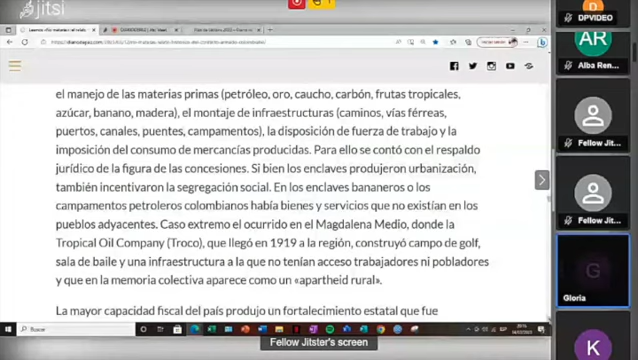 jitsi
el manejo de las materias primas (petróleo, oro, caucho, carbón, frutas tropicales,
azúcar, banano, madera), el montaje de infraestructuras (caminos, vías férreas,
puertos, canales, puentes, campamentos), la disposición de fuerza de trabajo y la
imposición del consumo de mercancías producidas. Para ello se contó con el respaldo
jurídico de la figura de las concesiones. Si bien los enclaves produjeron urbanización,
también incentivaron la segregación social. En los enclaves bananeros o los
campamentos petroleros colombianos había bienes y servicios que no existían en los
pueblos adyacentes. Caso extremo el ocurrido en el Magdalena Medio, donde la
Tropical Oil Company (Troco), que llegó en 1919 a la región, construyó campo de golf,
sala de baile y una infraestructura a la que no tenían acceso trabajadores ni pobladores
y que en la memoria colectiva aparece como un «apartheid rural».
La mayor capacidad fiscal del país produjo un fortalecimiento estatal que fue
Buscar
Fellow Jitster's screen
DPVIDEO
AR
Alba Ren...
Fellow Jits...
Fellow Jits...
G
Gloria
K